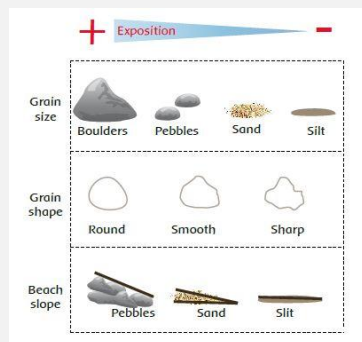 + Exposition -
Grain
size
Boulders Pebbles Sand Silt
Grain
shape
Round Smooth Sharp
Beach
slope
Pebbles Sand Slit